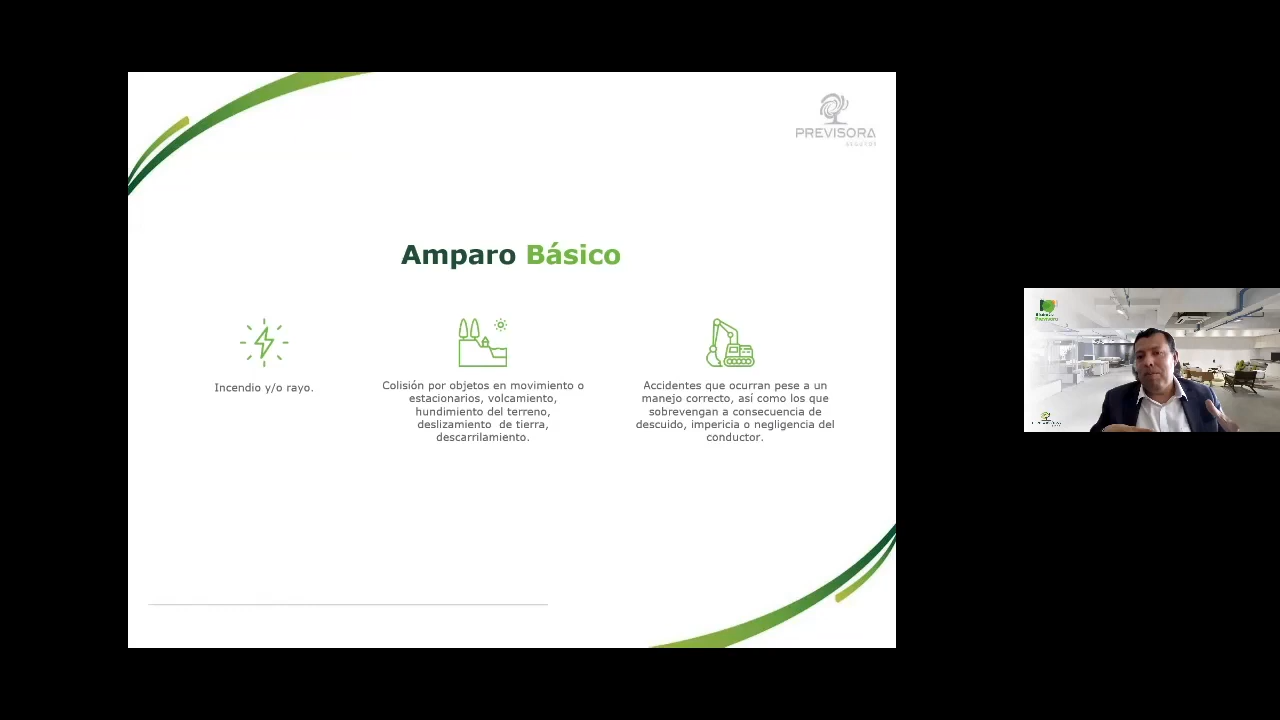 PREVISORA
SEGUROS
Amparo Básico
Incendio y/o rayo.
Colisión por objetos en movimiento o
estacionarios, volcamiento,
hundimiento del terreno,
deslizamiento de tierra,
descarrilamiento.
Accidentes que ocurran pese a un
manejo correcto, así como los que
sobrevengan a consecuencia de
descuido, impericia o negligencia del
conductor.
Previsora